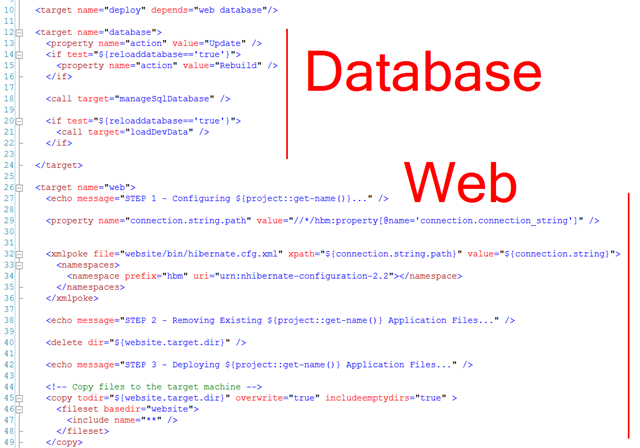 10 <target name="deploy" depends="web database"/>
11
12 <target name="database">
13 <property name="action" value="Update" />
14 <if test="${reloaddatabase=='true'}">
15 <property name="action" value="Rebuild" />
16 </if>
17
18 <call target="manageSqlDatabase" />
19
20 <if test="${reloaddatabase=='true'}">
21 <call target="loadDevData" />
22 </if>
23
24 </target>
Database
25
26 <target name="web">
27 <echo message="STEP 1 - Configuring ${project::get-name()}..." />
28
29 <property name="connection.string.path" value="//*/hbm:property[@name='connection.connection_string']" />
30
31
32 <xmlpoke file="website/bin/hibernate.cfg.xml" xpath="${connection.string.path}" value="${connection.string}">
33 <namespaces>
34 <namespace prefix="hbm" uri="urn:nhibernate-configuration-2.2"></namespace>
35 </namespaces>
36 </xmlpoke>
37
38 <echo message="STEP 2 - Removing Existing ${project::get-name()} Application Files..." />
39
40 <delete dir="${website.target.dir}" />
41
42 <echo message="STEP 3 - Deploying ${project::get-name()} Application Files..." />
43
44 <!-- Copy files to the target machine -->
45 <copy todir="${website.target.dir}" overwrite="true" includeemptydirs="true" >
46 <fileset basedir="website">
47 <include name="**" />
48 </fileset>
49 </copy>
Web